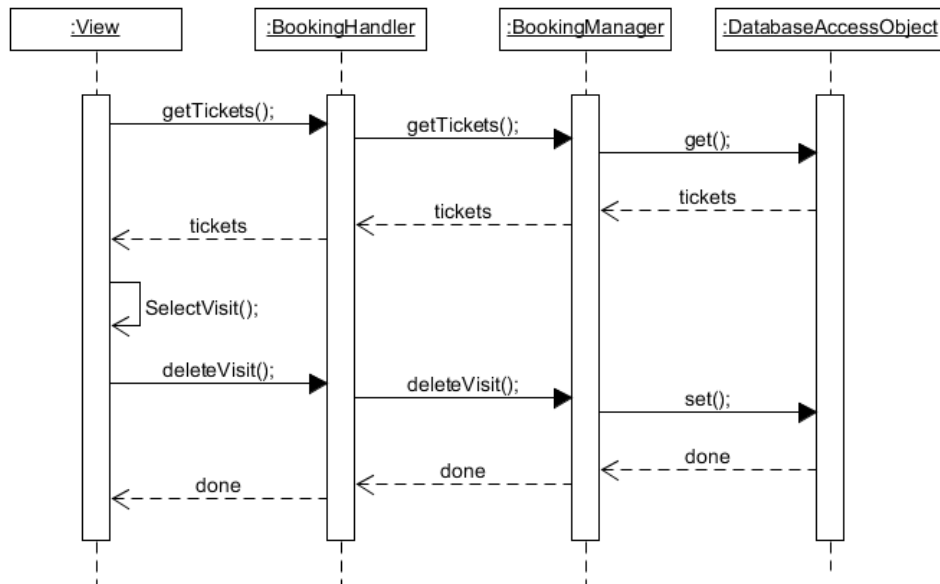 :View
:BookingHandler
:BookingManager
:DatabaseAccessObject
getTickets();
getTickets();
get();
tickets
tickets
tickets
SelectVisit();
deleteVisit();
deleteVisit();
set();
done
done
done